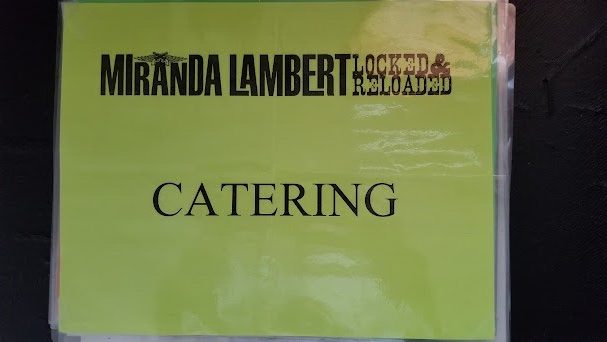 MIRANDA LAMBERT LOCKED &
RELOADED
CATERING